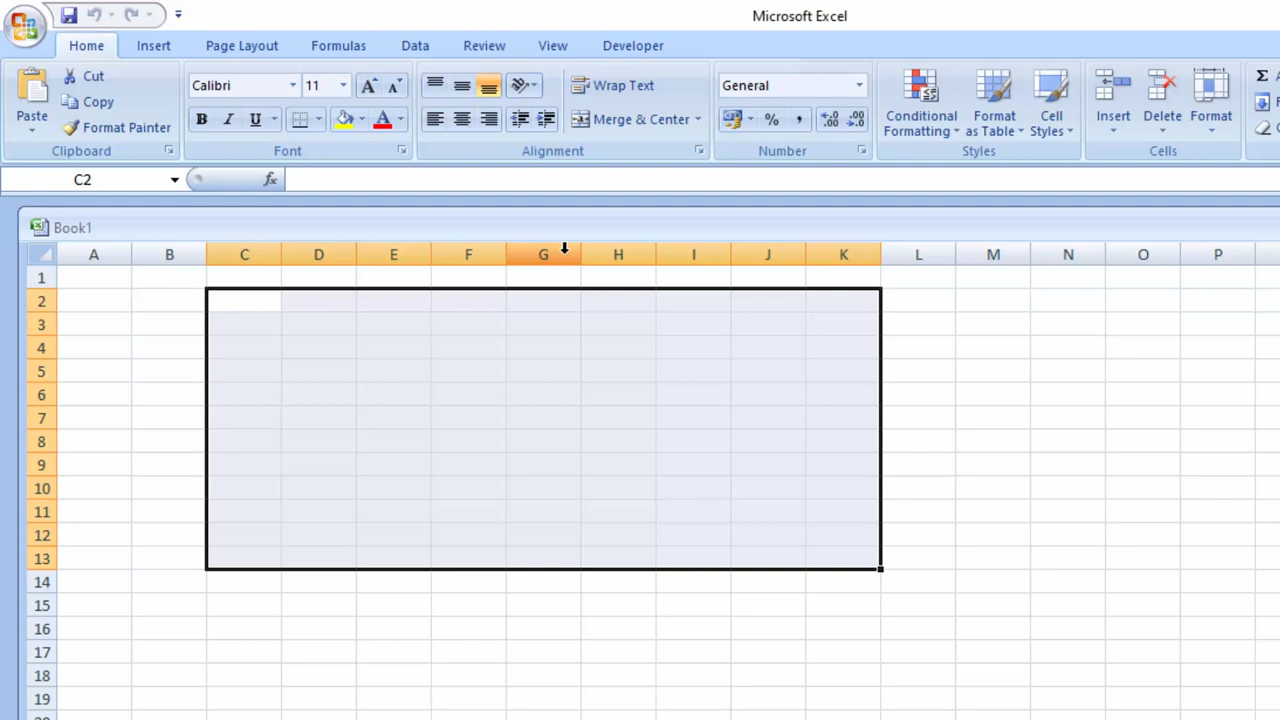 Microsoft Excel
Home Insert Page Layout Formulas Data Review View Developer
Paste
Cut
Copy
Format Painter
Clipboard
Calibri 11
A A
B I U A
Font
Wrap Text
Merge & Center
Alignment
General
% , .00
Number
Conditional Formatting
Format as Table
Cell Styles
Styles
Insert Delete Format
Cells
Σ
C2 fx
Book1
A B C D E F G H I J K L M N O P
1
2
3
4
5
6
7
8
9
10
11
12
13
14
15
16
17
18
19